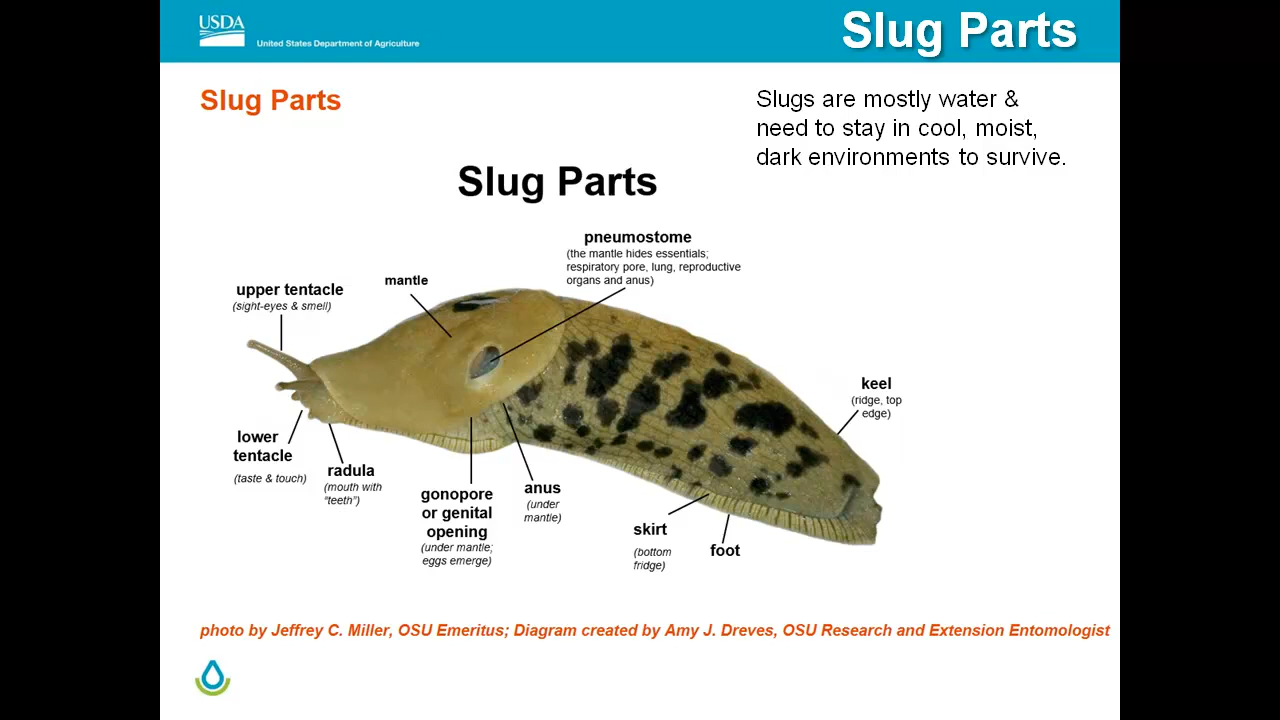 USDA
United States Department of Agriculture
Slug Parts
Slug Parts
Slugs are mostly water &
need to stay in cool, moist,
dark environments to survive.
Slug Parts
pneumostome
(the mantle hides essentials;
respiratory pore, lung, reproductive
organs and anus)
mantle
upper tentacle
(sight-eyes & smell)
keel
(ridge, top
edge)
lower
tentacle
(taste & touch)
radula
(mouth with
"teeth")
gonopore
or genital
opening
(under mantle;
eggs emerge)
anus
(under
mantle)
skirt
(bottom
fridge)
foot
photo by Jeffrey C. Miller, OSU Emeritus; Diagram created by Amy J. Dreves, OSU Research and Extension Entomologist